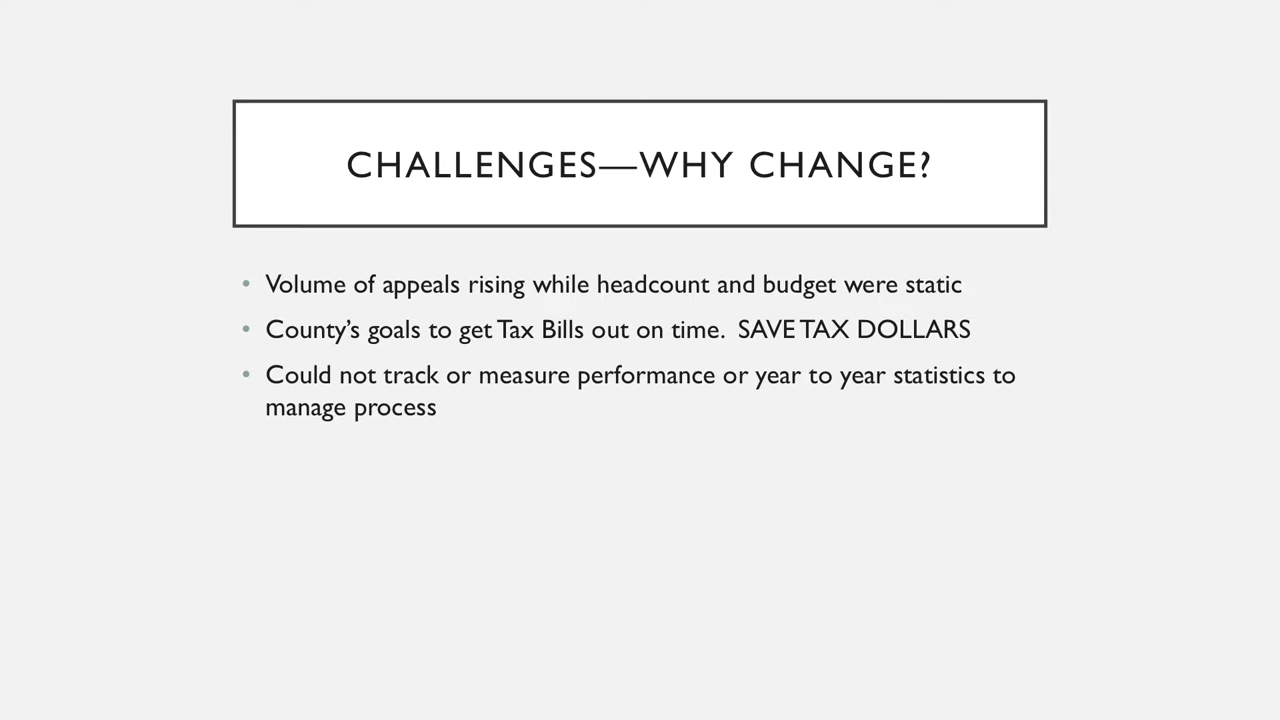 CHALLENGES—WHY CHANGE?
• Volume of appeals rising while headcount and budget were static
• County’s goals to get Tax Bills out on time.  SAVE TAX DOLLARS
• Could not track or measure performance or year to year statistics to
manage process